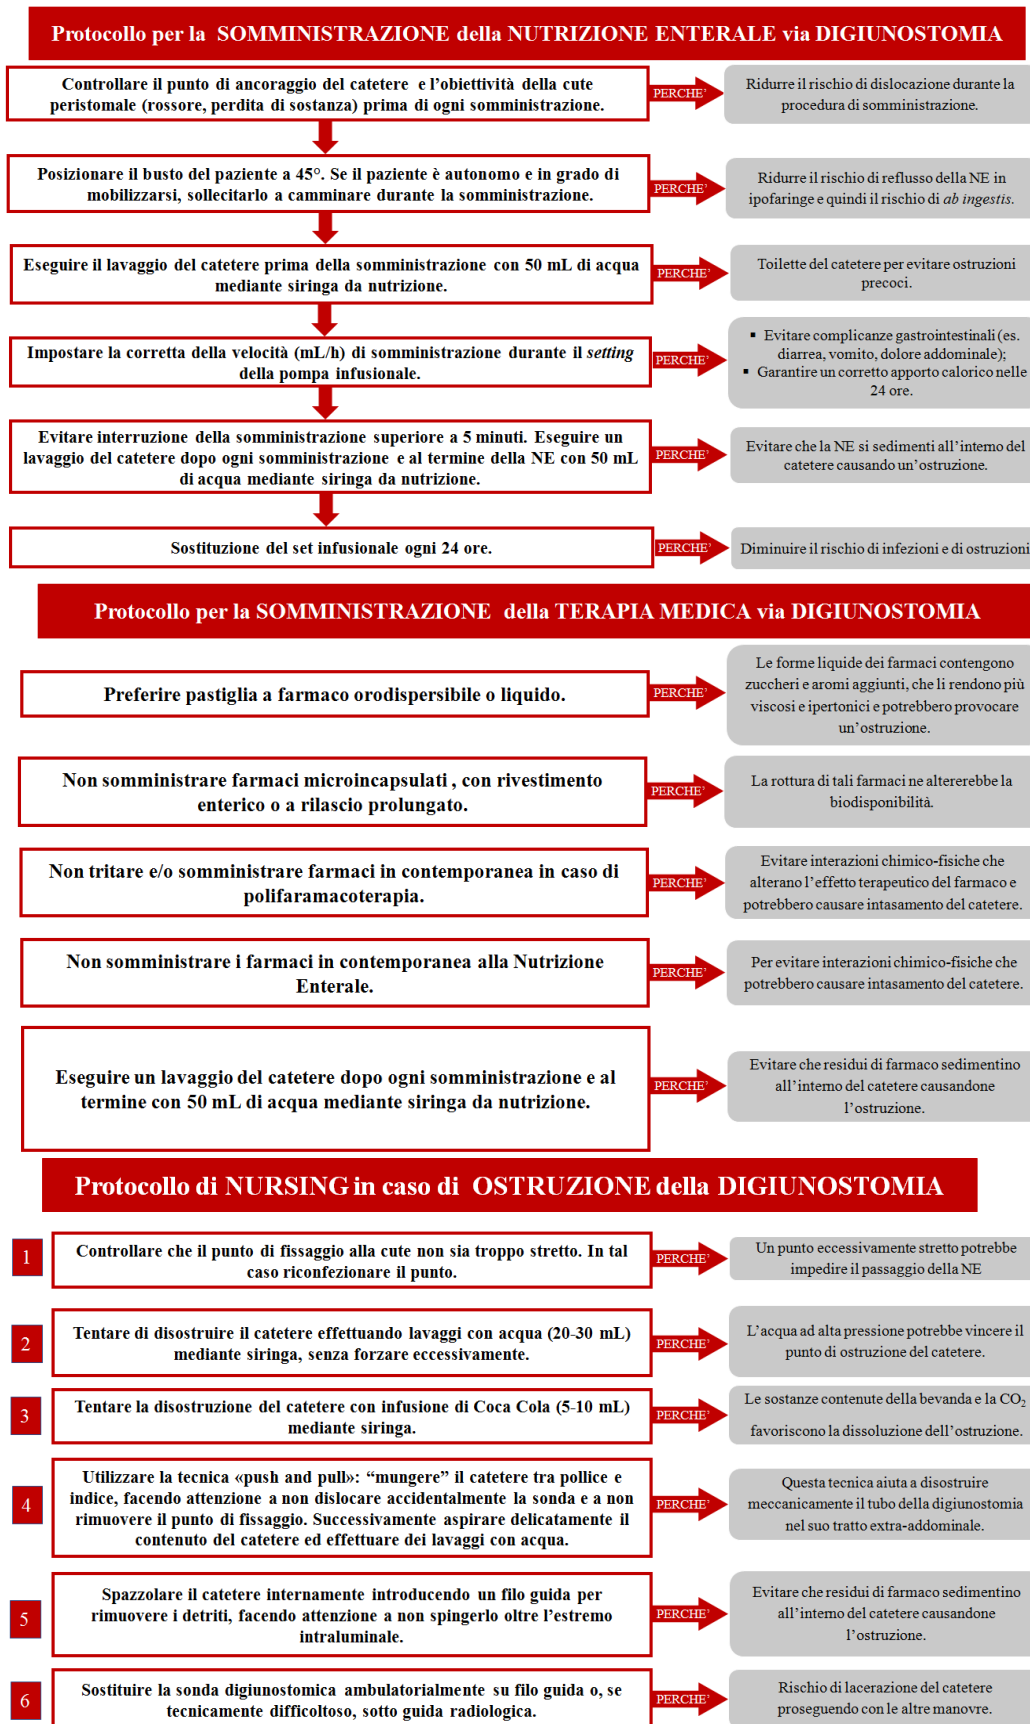 Protocollo per la SOMMINISTRAZIONE della NUTRIZIONE ENTERALE via DIGIUNOSTOMIA
Controllare il punto di ancoraggio del catetere e l'obiettività della cute
peristomale (rossore, perdita di sostanza) prima di ogni somministrazione.
PERCHE'
Ridurre il rischio di dislocazione durante la
procedura di somministrazione.
Posizionare il busto del paziente a 45°. Se il paziente è autonomo e in grado di
mobilizzarsi, sollecitarlo a camminare durante la somministrazione.
PERCHE'
Ridurre il rischio di reflusso della NE in
ipofaringe e quindi il rischio di ab ingestis.
Eseguire il lavaggio del catetere prima della somministrazione con 50 mL di acqua
mediante siringa da nutrizione.
PERCHE'
Toilette del catetere per evitare ostruzioni
precoci.
Impostare la corretta della velocità (mL/h) di somministrazione durante il setting
della pompa infusionale.
PERCHE'
▪ Evitare complicanze gastrointestinali (es.
diarrea, vomito, dolore addominale);
▪ Garantire un corretto apporto calorico nelle
24 ore.
Evitare interruzione della somministrazione superiore a 5 minuti. Eseguire un
lavaggio del catetere dopo ogni somministrazione e al termine della NE con 50 mL
di acqua mediante siringa da nutrizione.
PERCHE'
Evitare che la NE si sedimenti all'interno del
catetere causando un'ostruzione.
Sostituzione del set infusionale ogni 24 ore.
PERCHE'
Diminuire il rischio di infezioni e di ostruzioni
Protocollo per la SOMMINISTRAZIONE della TERAPIA MEDICA via DIGIUNOSTOMIA
Preferire pastiglia a farmaco orodispersibile o liquido.
PERCHE'
Le forme liquide dei farmaci contengono
zuccheri e aromi aggiunti, che li rendono più
viscosi e ipertonici e potrebbero provocare
un'ostruzione.
Non somministrare farmaci microincapsulati , con rivestimento
enterico o a rilascio prolungato.
PERCHE'
La rottura di tali farmaci ne altererebbe la
biodisponibilità.
Non tritare e/o somministrare farmaci in contemporanea in caso di
polifaramacoterapia.
PERCHE'
Evitare interazioni chimico-fisiche che
alterano l'effetto terapeutico del farmaco e
potrebbero causare intasamento del catetere.
Non somministrare i farmaci in contemporanea alla Nutrizione
Enterale.
PERCHE'
Per evitare interazioni chimico-fisiche che
potrebbero causare intasamento del catetere.
Eseguire un lavaggio del catetere dopo ogni somministrazione e al
termine con 50 mL di acqua mediante siringa da nutrizione.
PERCHE'
Evitare che residui di farmaco sedimentino
all'interno del catetere causandone
l'ostruzione.
Protocollo di NURSING in caso di OSTRUZIONE della DIGIUNOSTOMIA
1
Controllare che il punto di fissaggio alla cute non sia troppo stretto. In tal
caso riconfezionare il punto.
PERCHE'
Un punto eccessivamente stretto potrebbe
impedire il passaggio della NE
2
Tentare di disostruire il catetere effettuando lavaggi con acqua (20-30 mL)
mediante siringa, senza forzare eccessivamente.
PERCHE'
L'acqua ad alta pressione potrebbe vincere il
punto di ostruzione del catetere.
3
Tentare la disostruzione del catetere con infusione di Coca Cola (5-10 mL)
mediante siringa.
PERCHE'
Le sostanze contenute della bevanda e la CO₂
favoriscono la dissoluzione dell'ostruzione.
4
Utilizzare la tecnica «push and pull»: “mungere” il catetere tra pollice e
indice, facendo attenzione a non dislocare accidentalmente la sonda e a non
rimuovere il punto di fissaggio. Successivamente aspirare delicatamente il
contenuto del catetere ed effettuare dei lavaggi con acqua.
PERCHE'
Questa tecnica aiuta a disostruire
meccanicamente il tubo della digiunostomia
nel suo tratto extra-addominale.
5
Spazzolare il catetere internamente introducendo un filo guida per
rimuovere i detriti, facendo attenzione a non spingerlo oltre l'estremo
intraluminale.
PERCHE'
Evitare che residui di farmaco sedimentino
all'interno del catetere causandone
l'ostruzione.
6
Sostituire la sonda digiunostomica ambulatorialmente su filo guida o, se
tecnicamente difficoltoso, sotto guida radiologica.
PERCHE'
Rischio di lacerazione del catetere
proseguendo con le altre manovre.